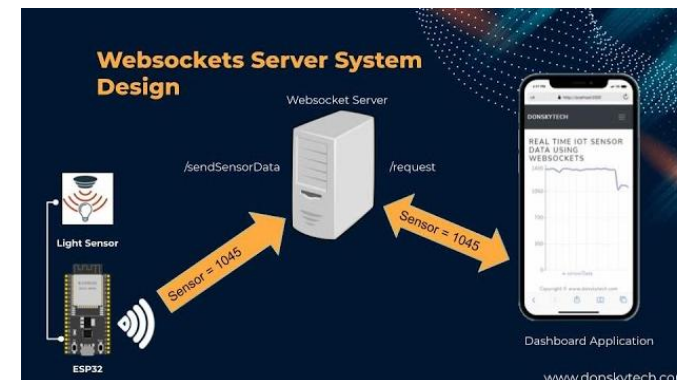 Websockets Server System
Design
Websocket Server
/sendSensorData
/request
Light Sensor
ESP32
Sensor = 1045
Sensor = 1045
DONSKYTECH
REAL TIME IOT SENSOR
DATA USING
WEBSOCKETS
Dashboard Application
www.donskytech.com